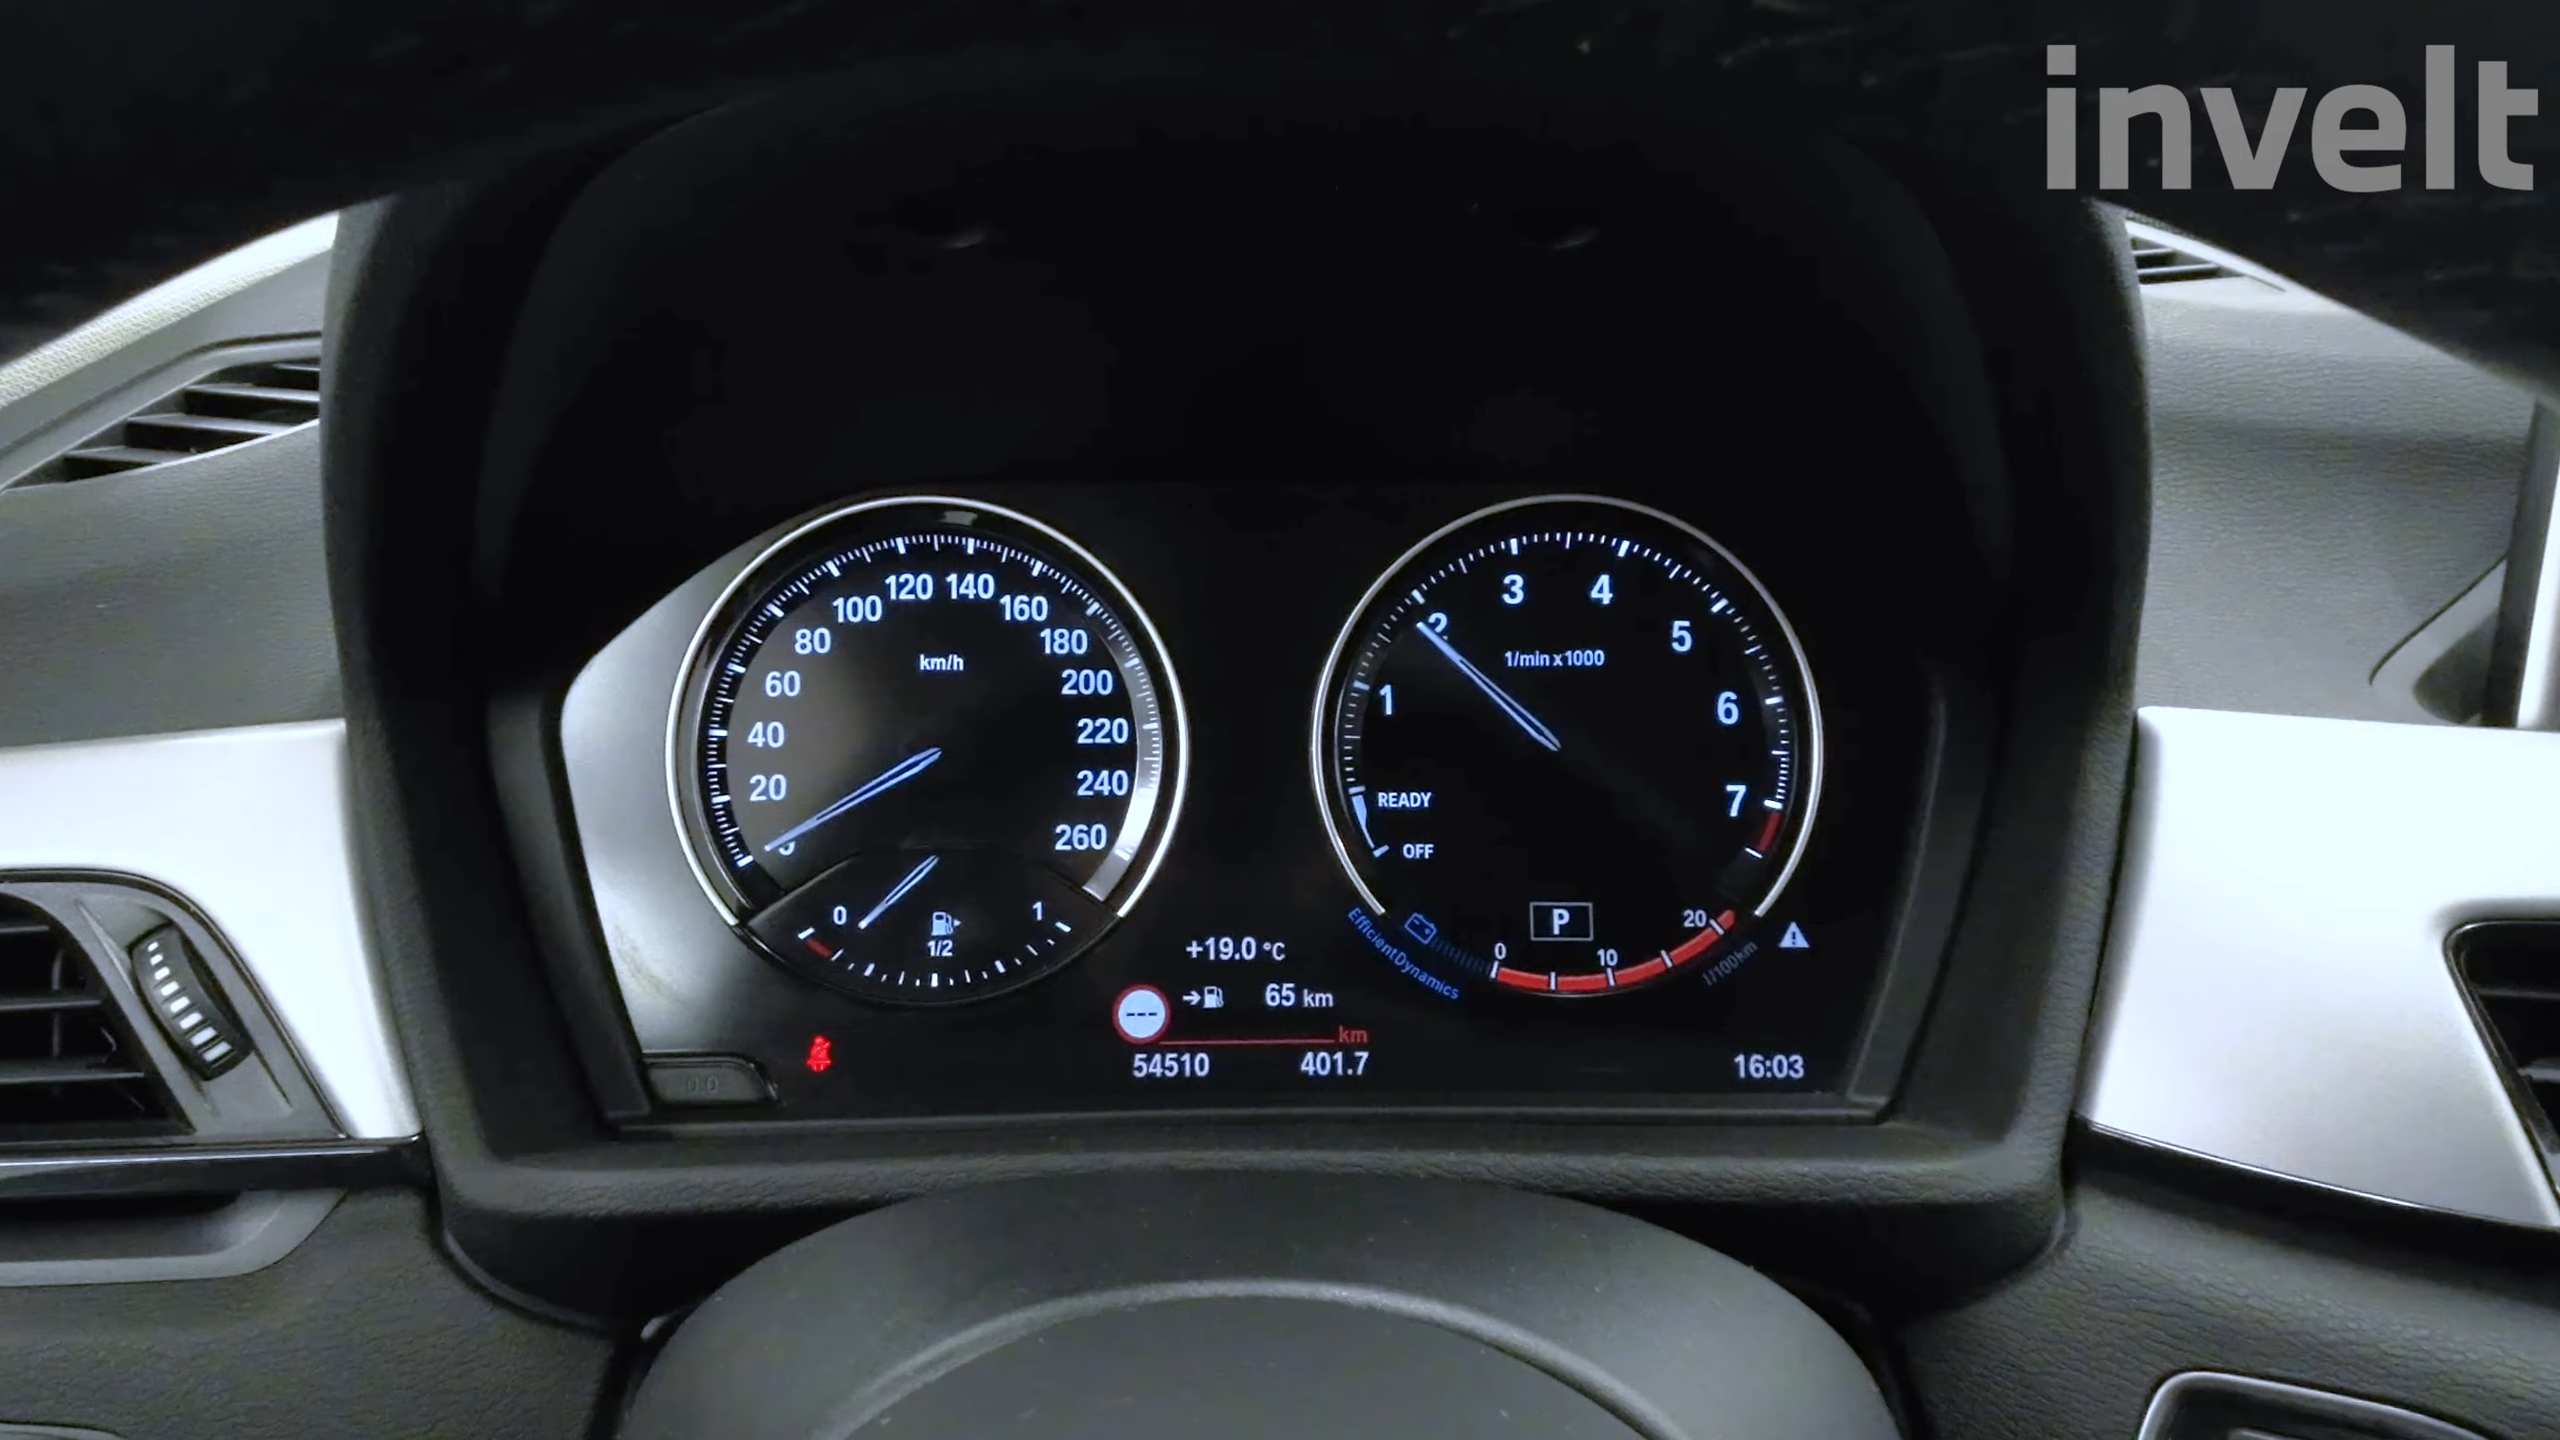 invelt
0
20
40
60
80
100
120
140
160
180
200
220
240
260
km/h
0
1/2
1
1
2
3
4
5
6
7
1/min x1000
READY
OFF
P
0
10
20
l/100km
EfficientDynamics
+19.0 °C
65 km
---
km
54510 401.7
16:03